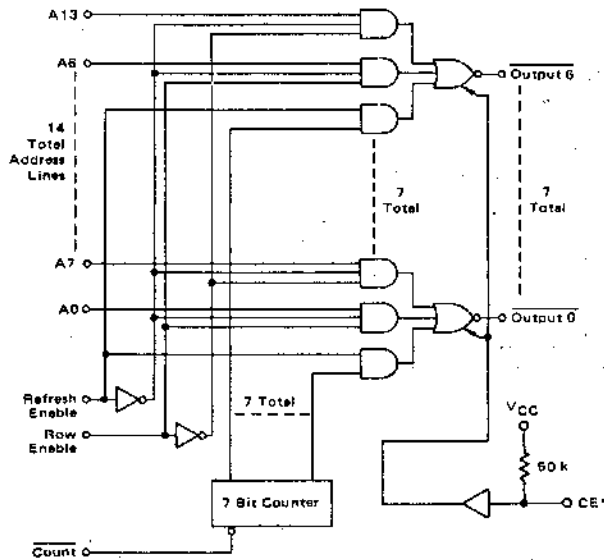 A13
A6
Output 6
14
Total
Address
Lines
7
Total
7
Total
A7
A0
Output 0
Refresh
Enable
7 Total
Row
Enable
VCC
50 k
7 Bit Counter
CE*
Count